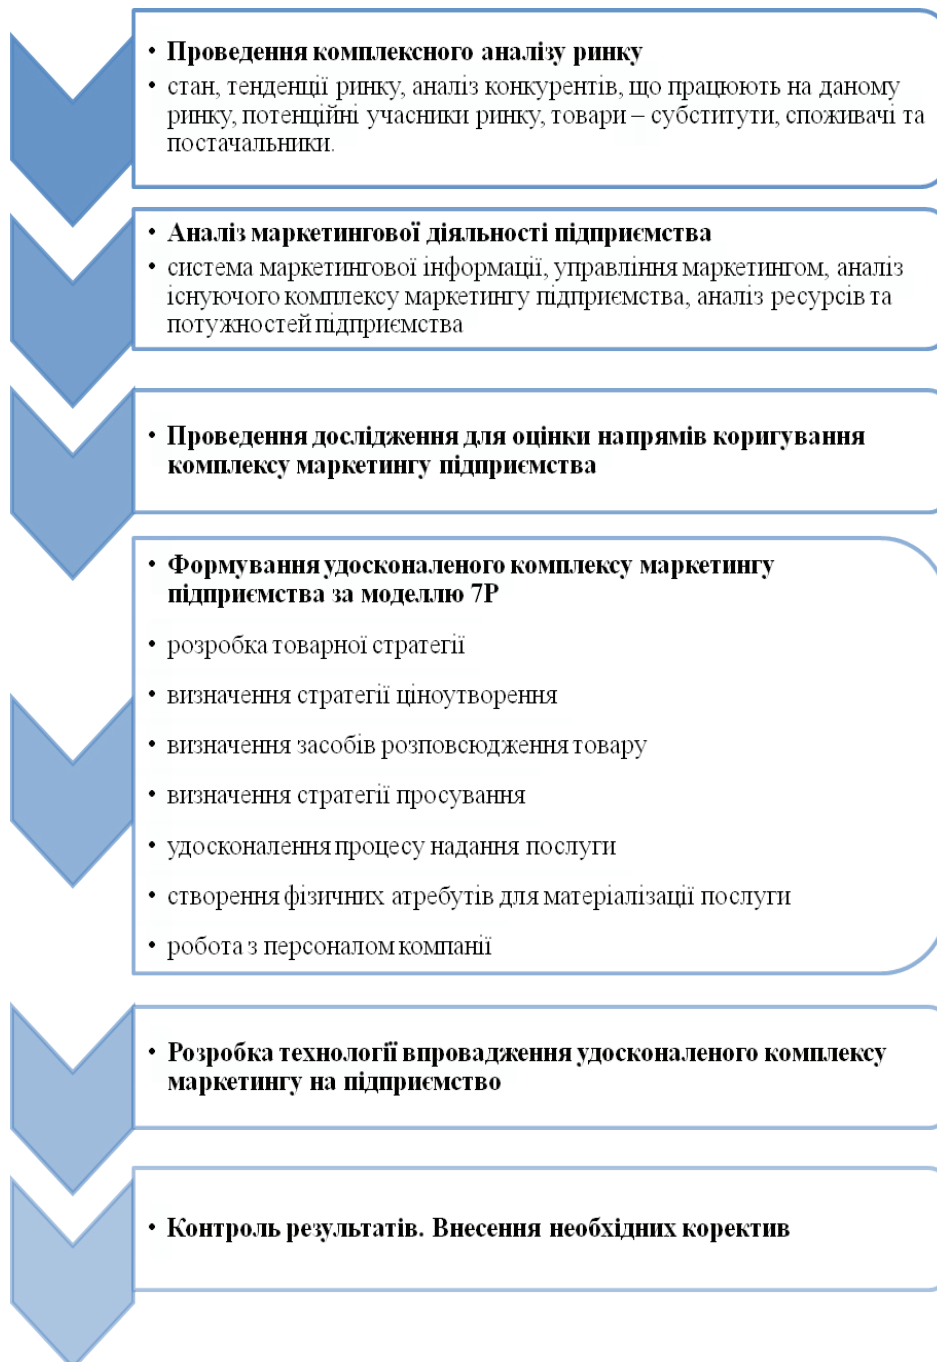 • Проведення комплексного аналізу ринку
• стан, тенденції ринку, аналіз конкурентів, що працюють на даному
ринку, потенційні учасники ринку, товари – субститути, споживачі та
постачальники.
• Аналіз маркетингової діяльності підприємства
• система маркетингової інформації, управління маркетингом, аналіз
існуючого комплексу маркетингу підприємства, аналіз ресурсів та
потужностей підприємства
• Проведення дослідження для оцінки напрямів коригування
комплексу маркетингу підприємства
• Формування удосконаленого комплексу маркетингу
підприємства за моделлю 7Р
• розробка товарної стратегії
• визначення стратегії ціноутворення
• визначення засобів розповсюдження товару
• визначення стратегії просування
• удосконалення процесу надання послуги
• створення фізичних атрибутів для матеріалізації послуги
• робота з персоналом компанії
• Розробка технології впровадження удосконаленого комплексу
маркетингу на підприємство
• Контроль результатів. Внесення необхідних коректив